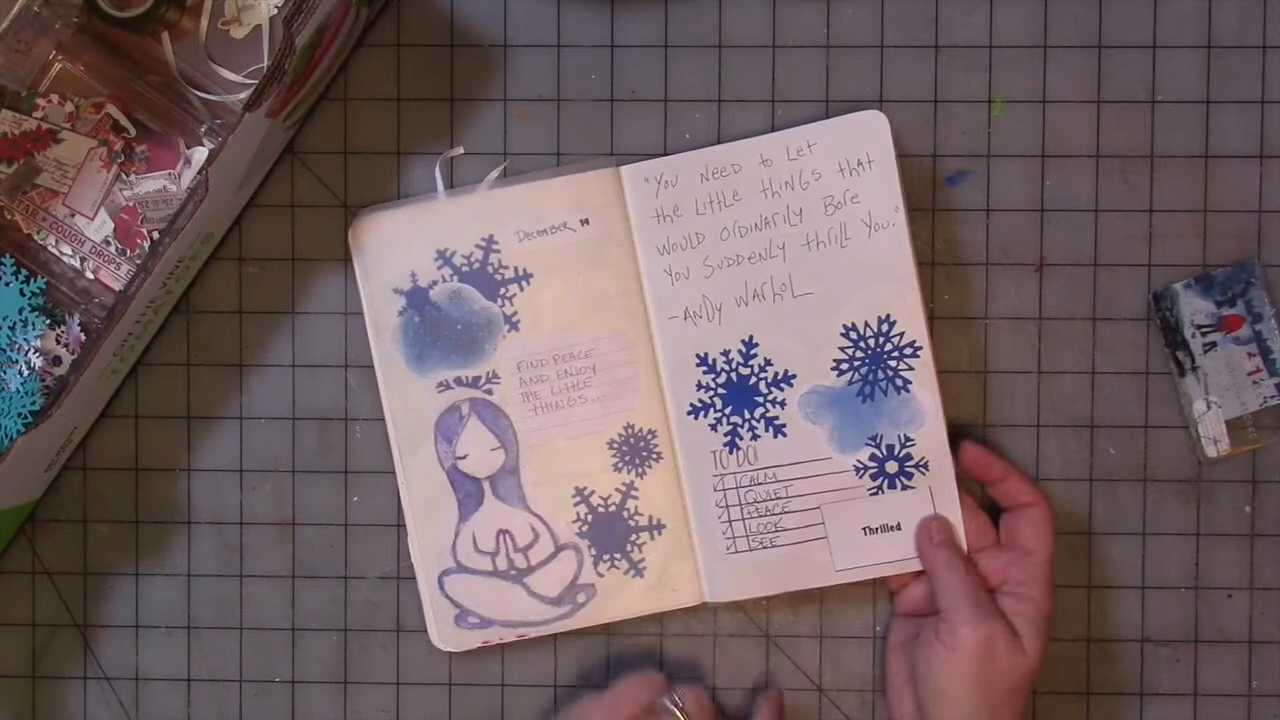 December 14
FIND PEACE
AND ENJOY
THE LITTLE
THINGS...
"YOU NEED TO LET
the LITTLE thINGS that
WOULD ORDINARILY BORE
YOU SUDDENLY thrILL YOU."
-ANDY WARHOL
TO DO!
CALM
QUIET
PEACE
LOOK
SEE
Thrilled
STAR ★ COUGH DROPS